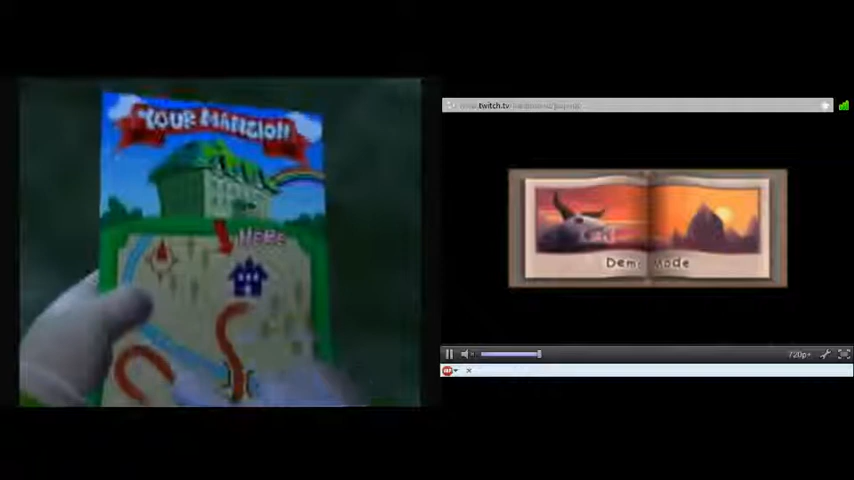 YOUR MANSION
HERE
twitch.tv
Demo Mode
720p+